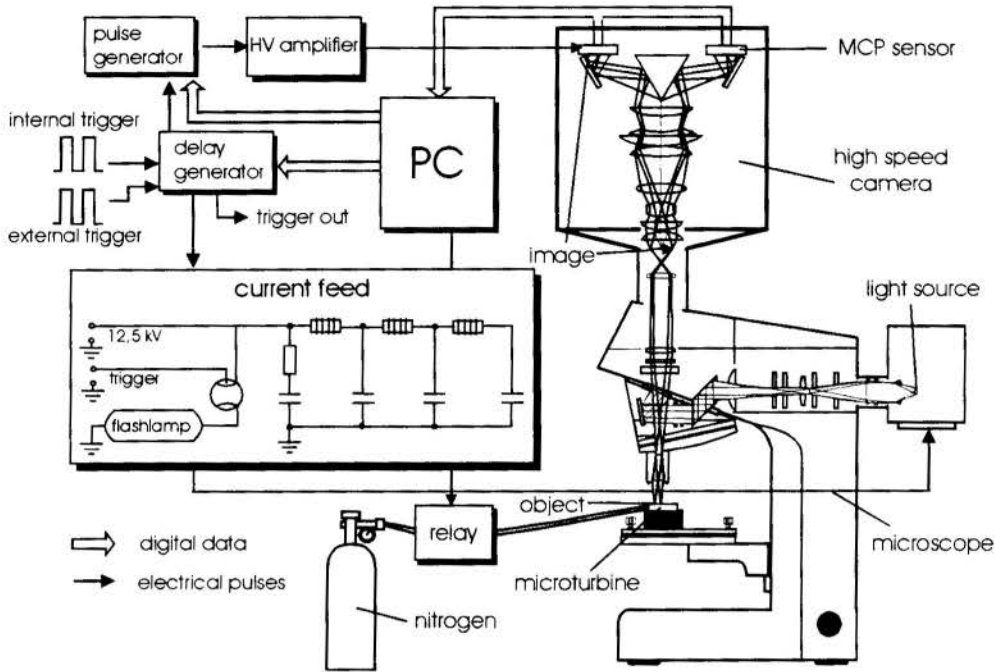 pulse
generator
HV amplifier
MCP sensor
internal trigger
delay
generator
PC
high speed
camera
external trigger
trigger out
image
current feed
light source
12,5 kV
trigger
flashlamp
object
relay
microscope
digital data
microturbine
electrical pulses
nitrogen